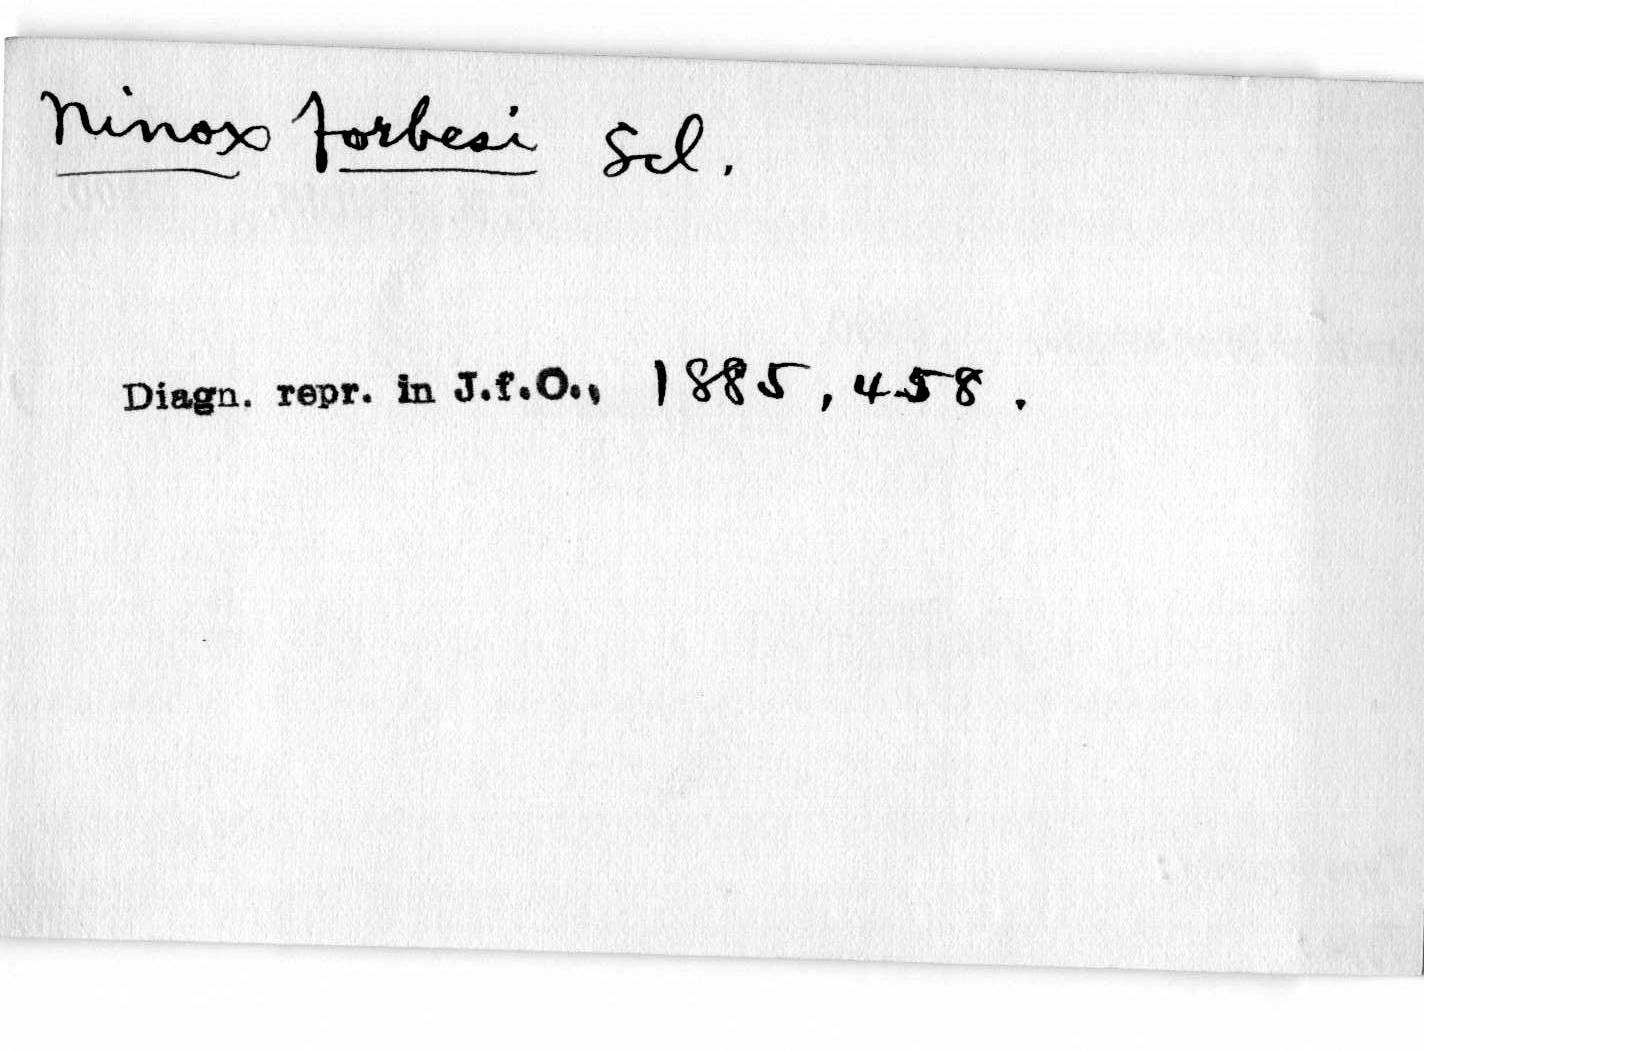 Ninox forbesi Scl.
Diagn. repr. in J.f.O., 1885, 458.